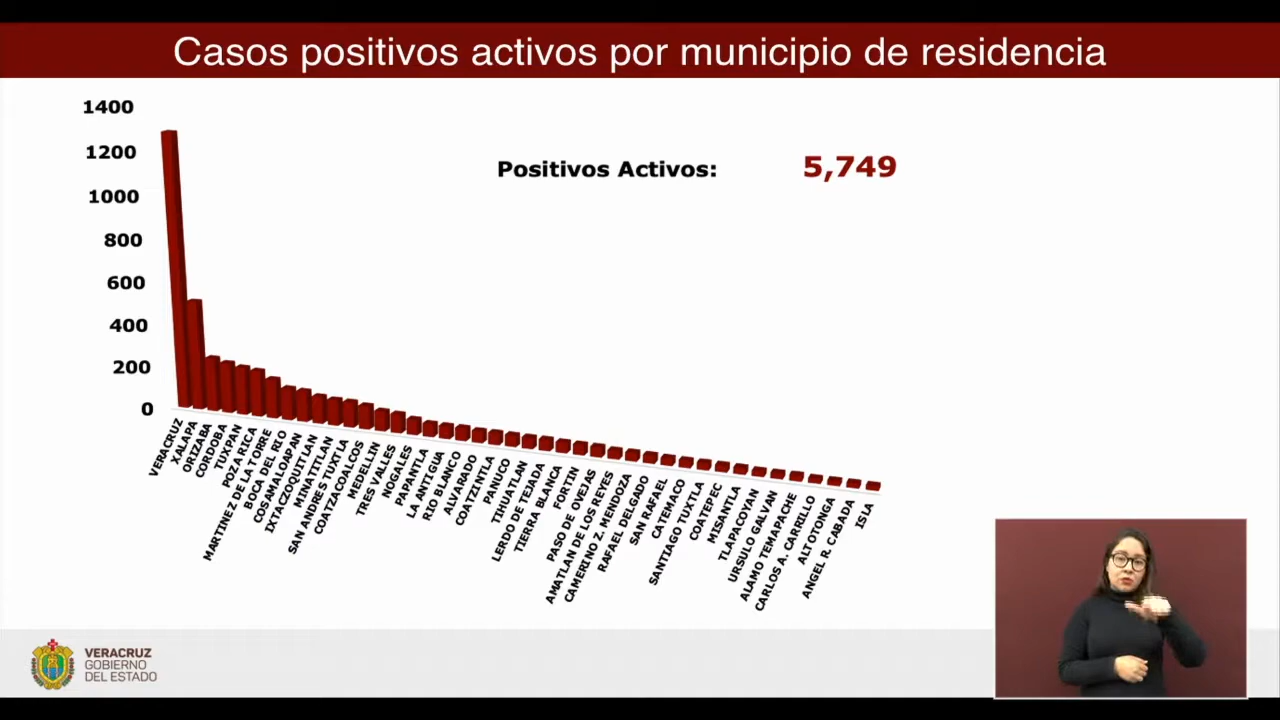 Casos positivos activos por municipio de residencia
1400
1200
1000
800
600
400
200
0
Positivos Activos: 5,749
VERACRUZ
XALAPA
ORIZABA
CORDOBA
TUXPAN
POZA RICA
MARTINEZ DE LA TORRE
BOCA DEL RIO
COSAMALOAPAN
IXTACZOQUITLAN
MINATITLAN
SAN ANDRES TUXTLA
COATZACOALCOS
MEDELLIN
TRES VALLES
NOGALES
PAPANTLA
LA ANTIGUA
RIO BLANCO
ALVARADO
COATZINTLA
PANUCO
TIHUATLAN
LERDO DE TEJADA
TIERRA BLANCA
FORTIN
PASO DE OVEJAS
AMATLAN DE LOS REYES
CAMERINO Z. MENDOZA
RAFAEL DELGADO
SAN RAFAEL
CATEMACO
SANTIAGO TUXTLA
COATEPEC
MISANTLA
TLAPACOYAN
URSULO GALVAN
ALAMO TEMAPACHE
CARLOS A. CARRILLO
ALTOTONGA
ANGEL R. CABADA
ISLA
VERACRUZ
GOBIERNO
DEL ESTADO